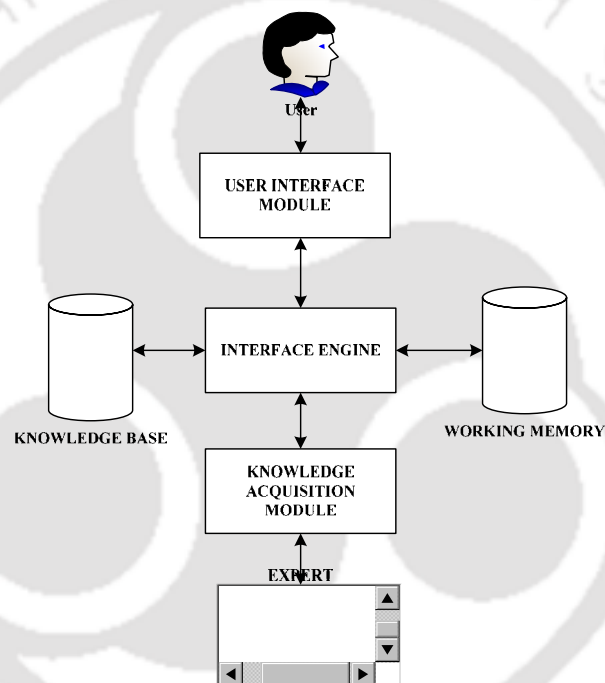 User
USER INTERFACE
MODULE
INTERFACE ENGINE
KNOWLEDGE BASE
WORKING MEMORY
KNOWLEDGE
ACQUISITION
MODULE
EXPERT